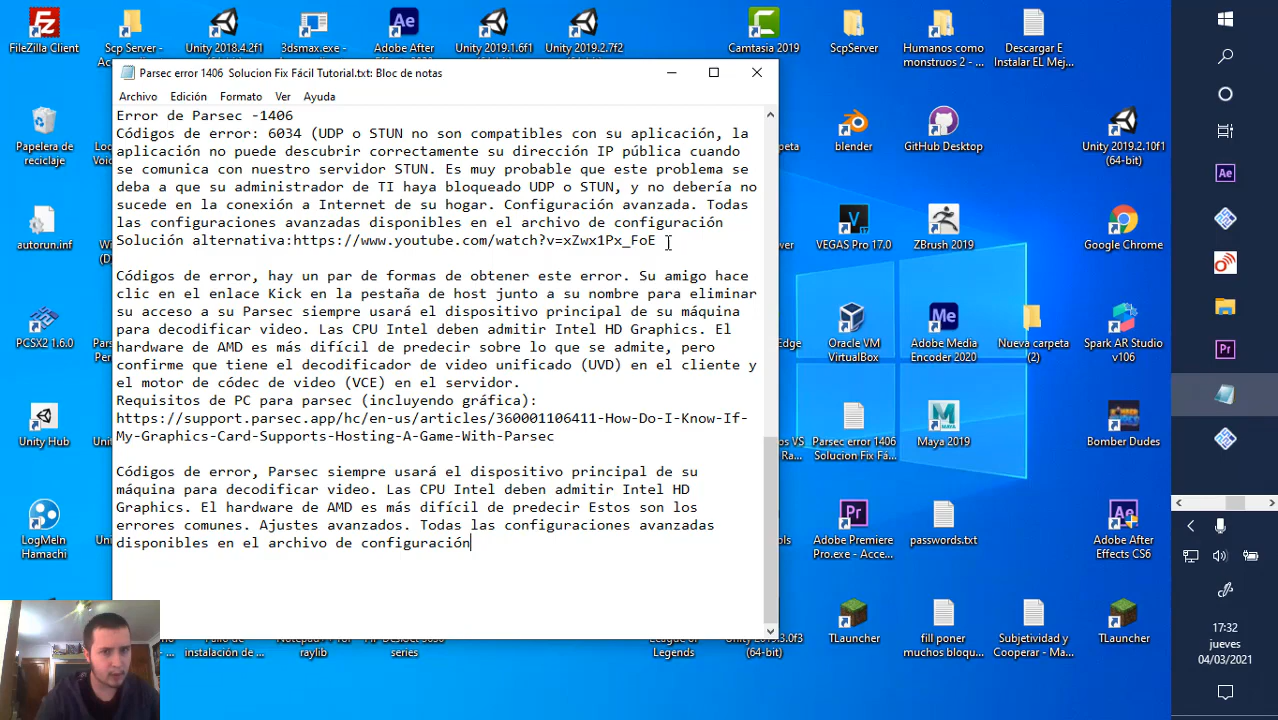 FileZilla Client
Scp Server -
Unity 2018.4.2f1
3dsmax.exe -
Adobe After
Unity 2019.1.6f1
Unity 2019.2.7f2
Camtasia 2019
ScpServer
Humanos como
monstruos 2 - ...
Descargar E
Instalar EL Mej...
Parsec error 1406  Solucion Fix Fácil Tutorial.txt: Bloc de notas
Archivo Edición Formato Ver Ayuda
Error de Parsec -1406
Códigos de error: 6034 (UDP o STUN no son compatibles con su aplicación, la
aplicación no puede descubrir correctamente su dirección IP pública cuando
se comunica con nuestro servidor STUN. Es muy probable que este problema se
deba a que su administrador de TI haya bloqueado UDP o STUN, y no debería no
sucede en la conexión a Internet de su hogar. Configuración avanzada. Todas
las configuraciones avanzadas disponibles en el archivo de configuración
Solución alternativa:https://www.youtube.com/watch?v=xZwx1Px_FoE
Códigos de error, hay un par de formas de obtener este error. Su amigo hace
clic en el enlace Kick en la pestaña de host junto a su nombre para eliminar
su acceso a su Parsec siempre usará el dispositivo principal de su máquina
para decodificar video. Las CPU Intel deben admitir Intel HD Graphics. El
hardware de AMD es más difícil de predecir sobre lo que se admite, pero
confirme que tiene el decodificador de video unificado (UVD) en el cliente y
el motor de códec de video (VCE) en el servidor.
Requisitos de PC para parsec (incluyendo gráfica):
https://support.parsec.app/hc/en-us/articles/360001106411-How-Do-I-Know-If-
My-Graphics-Card-Supports-Hosting-A-Game-With-Parsec
Códigos de error, Parsec siempre usará el dispositivo principal de su
máquina para decodificar video. Las CPU Intel deben admitir Intel HD
Graphics. El hardware de AMD es más difícil de predecir Estos son los
errores comunes. Ajustes avanzados. Todas las configuraciones avanzadas
disponibles en el archivo de configuración
Papelera de
reciclaje
autorun.inf
PCSX2 1.6.0
Unity Hub
LogMeIn
Hamachi
blender
GitHub Desktop
Unity 2019.2.10f1
(64-bit)
VEGAS Pro 17.0
ZBrush 2019
Google Chrome
Edge
Oracle VM
VirtualBox
Adobe Media
Encoder 2020
Nueva carpeta
(2)
Spark AR Studio
v106
Parsec error 1406
Solucion Fix Fá...
Maya 2019
Bomber Dudes
Adobe Premiere
Pro.exe - Acce...
passwords.txt
Adobe After
Effects CS6
instalación de ...
raylib
series
League of
Legends
Unity 2019.3.0f3
(64-bit)
TLauncher
fill poner
muchos bloqu...
Subjetividad y
Cooperar - Ma...
TLauncher
17:32
jueves
04/03/2021